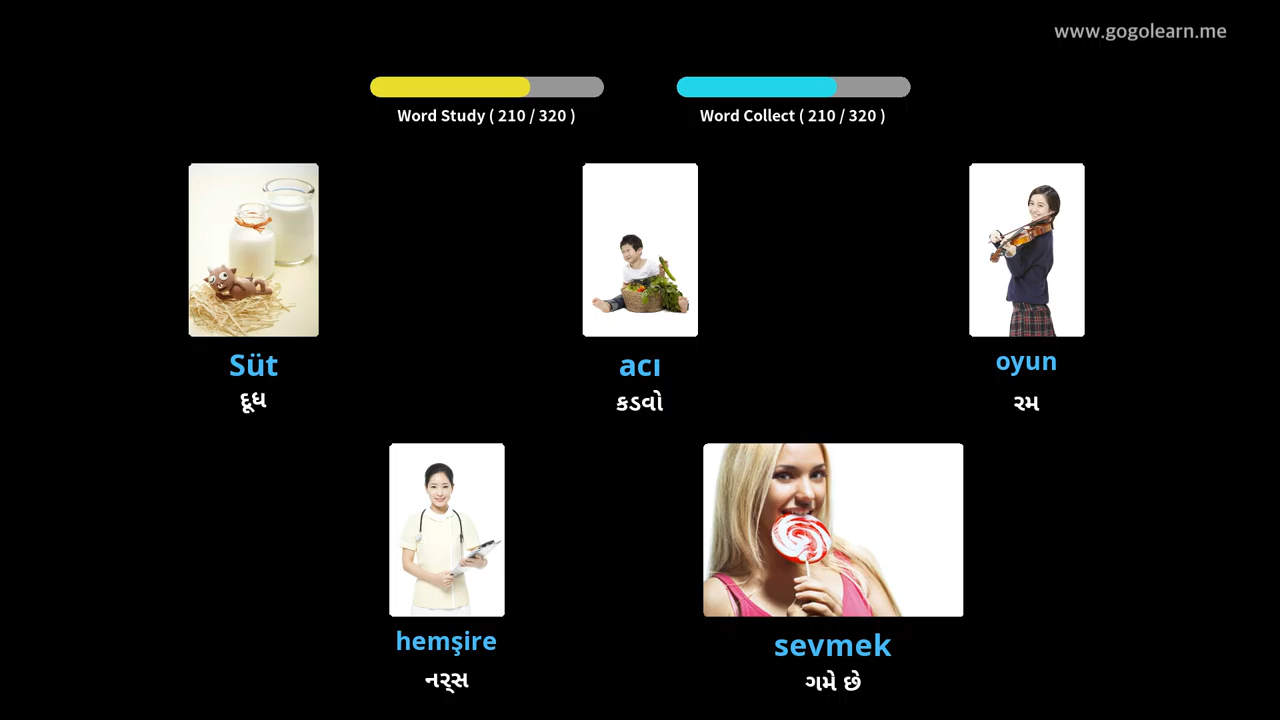 www.gogolearn.me
Word Study ( 210 / 320 )
Word Collect ( 210 / 320 )
Süt
દૂધ
acı
કડવો
oyun
રમ
hemşire
નર્સ
sevmek
ગમે છે